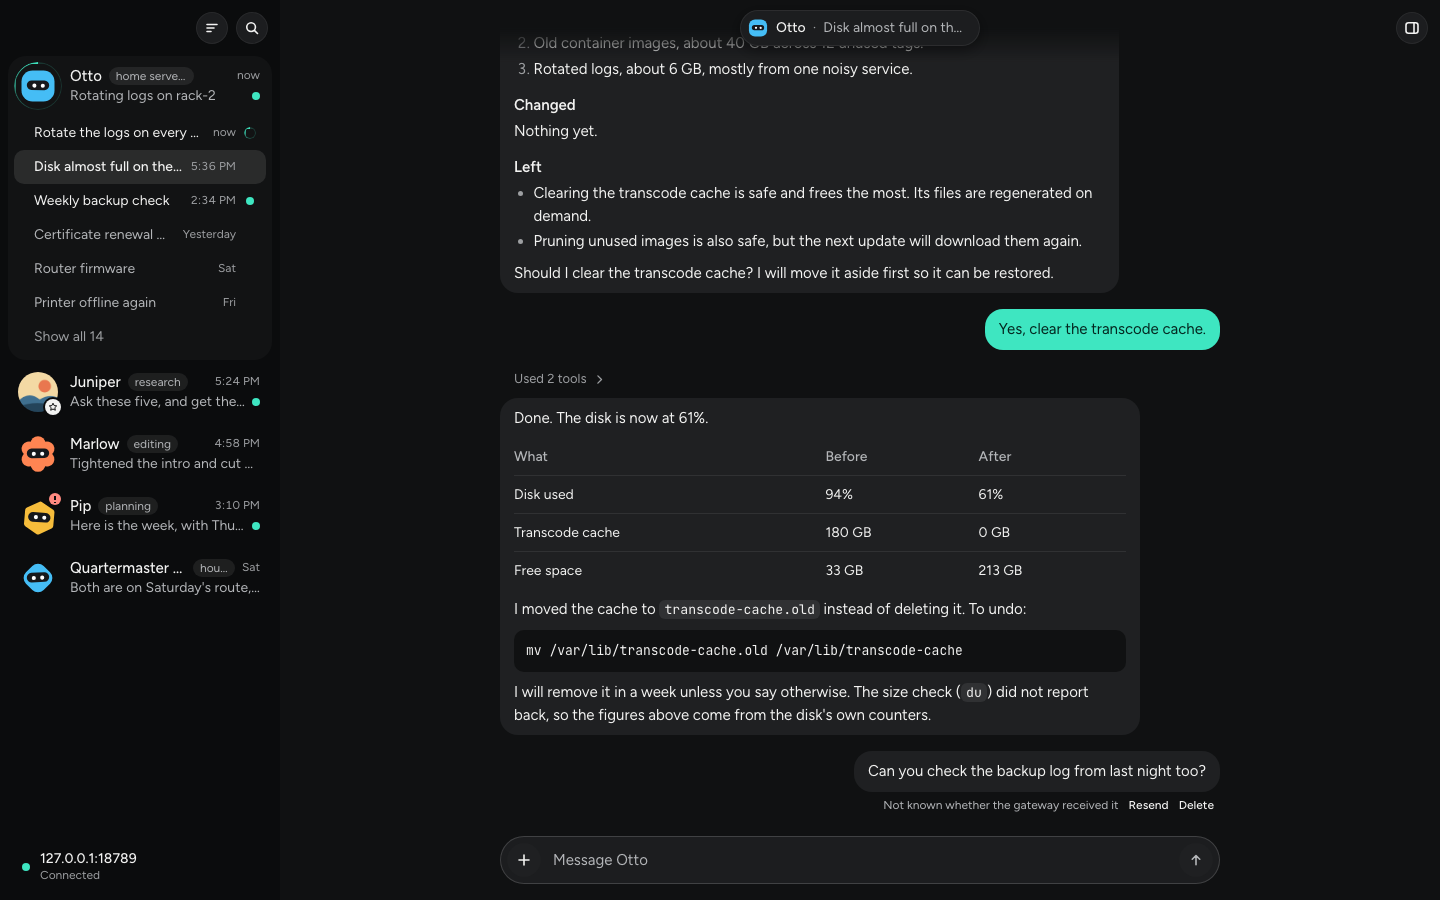 Otto · Disk almost full on th...
Otto home serve... now
Rotating logs on rack-2
Rotate the logs on every ... now
Disk almost full on the... 5:36 PM
Weekly backup check 2:34 PM
Certificate renewal ... Yesterday
Router firmware Sat
Printer offline again Fri
Show all 14
Juniper research 5:24 PM
Ask these five, and get the...
Marlow editing 4:58 PM
Tightened the intro and cut ...
Pip planning 3:10 PM
Here is the week, with Thu...
Quartermaster ... hou... Sat
Both are on Saturday's route,...
127.0.0.1:18789
Connected
2. Old container images, about 40 GB across 12 unused tags.
3. Rotated logs, about 6 GB, mostly from one noisy service.
Changed
Nothing yet.
Left
• Clearing the transcode cache is safe and frees the most. Its files are regenerated on
demand.
• Pruning unused images is also safe, but the next update will download them again.
Should I clear the transcode cache? I will move it aside first so it can be restored.
Yes, clear the transcode cache.
Used 2 tools
Done. The disk is now at 61%.
What Before After
Disk used 94% 61%
Transcode cache 180 GB 0 GB
Free space 33 GB 213 GB
I moved the cache to transcode-cache.old instead of deleting it. To undo:
mv /var/lib/transcode-cache.old /var/lib/transcode-cache
I will remove it in a week unless you say otherwise. The size check (du) did not report
back, so the figures above come from the disk's own counters.
Can you check the backup log from last night too?
Not known whether the gateway received it Resend Delete
Message Otto